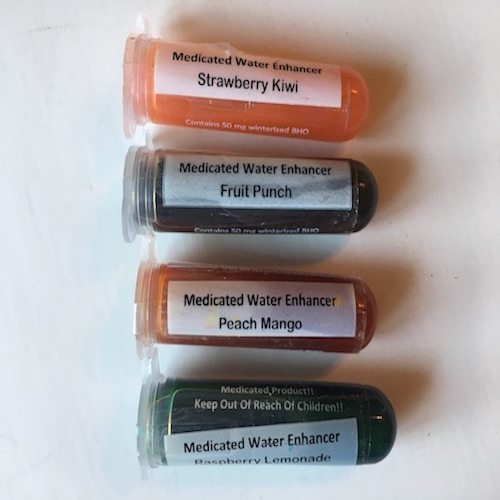 Medicated Water Enhancer
Strawberry Kiwi
Contains 50 mg winterized BHO
Medicated Water Enhancer
Fruit Punch
Contains 50 mg winterized BHO
Medicated Water Enhancer
Peach Mango
Medicated Product!!
Keep Out Of Reach Of Children!!
Medicated Water Enhancer
Raspberry Lemonade